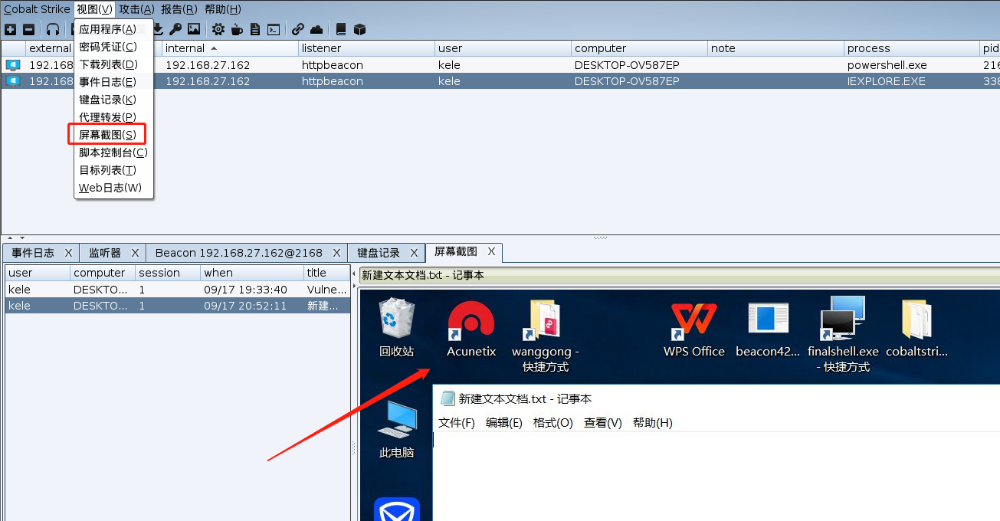 Cobalt Strike 视图(V) 攻击(A) 报告(R) 帮助(H)
应用程序(A)
密码凭证(C)
下载列表(D)
事件日志(E)
键盘记录(K)
代理转发(P)
屏幕截图(S)
脚本控制台(C)
目标列表(T)
Web日志(W)
external internal listener user computer note process pid
192.168 192.168.27.162 httpbeacon kele DESKTOP-OV587EP powershell.exe 216
192.168 192.168.27.162 httpbeacon kele DESKTOP-OV587EP IEXPLORE.EXE 338
事件日志 X 监听器 X Beacon 192.168.27.162@2168 X 键盘记录 X 屏幕截图 X
user computer session when title
kele DESKTO... 1 09/17 19:33:40 Vulne...
kele DESKTO... 1 09/17 20:52:11 新建...
新建文本文档.txt - 记事本
回收站 Acunetix wanggong - 快捷方式 WPS Office beacon42... finalshell.exe - 快捷方式 cobaltstri...
新建文本文档.txt - 记事本
文件(F) 编辑(E) 格式(O) 查看(V) 帮助(H)
此电脑